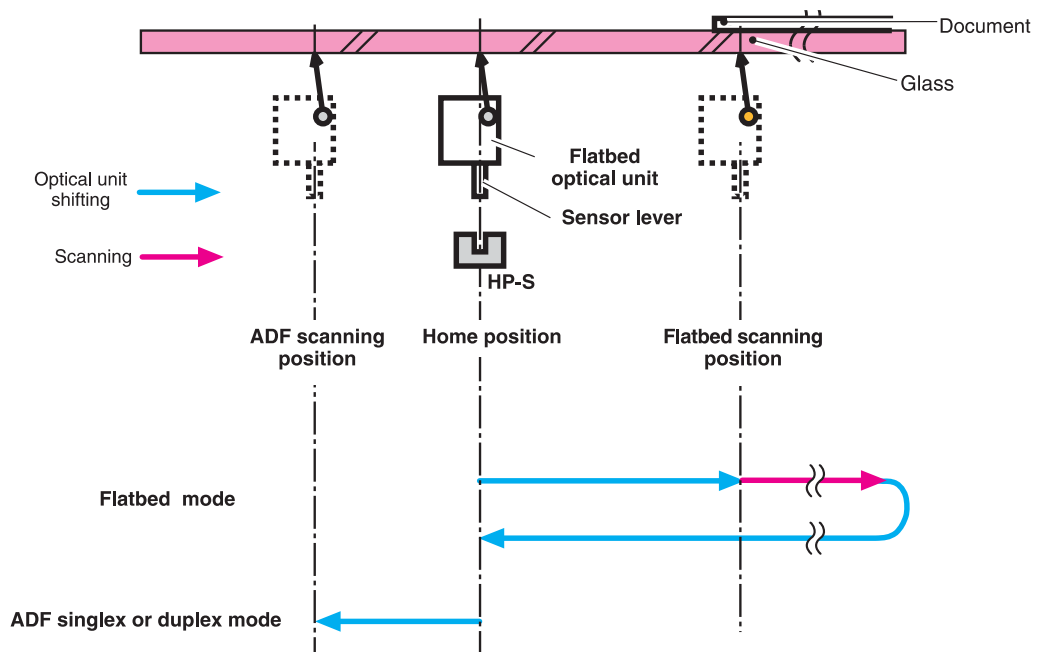 Document
Glass
Flatbed
optical unit
Optical unit
shifting
Sensor lever
Scanning
HP-S
ADF scanning
position
Home position
Flatbed scanning
position
Flatbed mode
ADF singlex or duplex mode